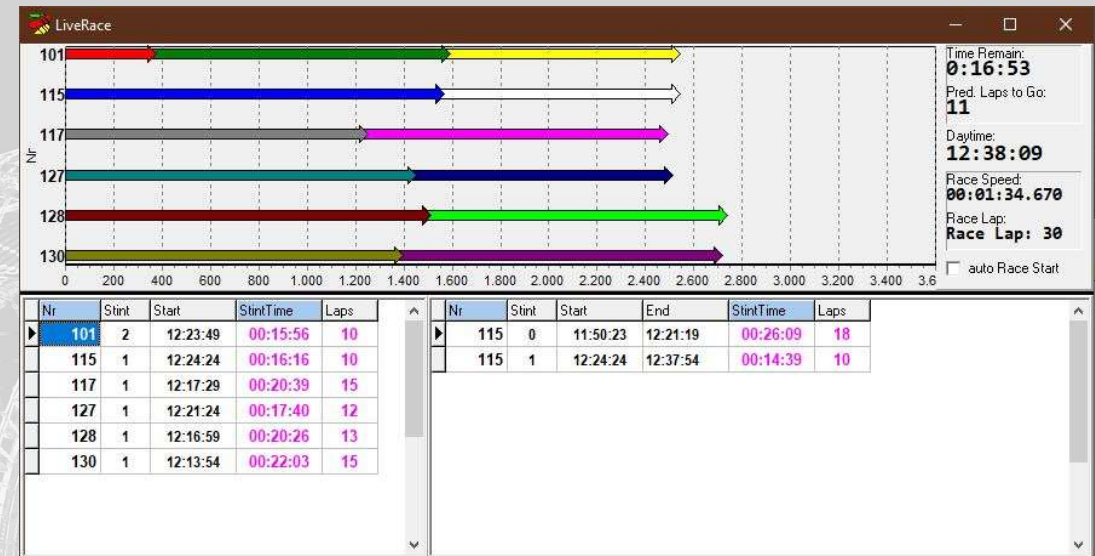 LiveRace
101
115
117
127
128
130
Nr
0 200 400 600 800 1.000 1.200 1.400 1.600 1.800 2.000 2.200 2.400 2.600 2.800 3.000 3.200 3.400 3.6
Time Remain:
0:16:53
Pred. Laps to Go:
11
Daytime:
12:38:09
Race Speed:
00:01:34.670
Race Lap:
Race Lap: 30
auto Race Start
Nr Stint Start StintTime Laps
101 2 12:23:49 00:15:56 10
115 1 12:24:24 00:16:16 10
117 1 12:17:29 00:20:39 15
127 1 12:21:24 00:17:40 12
128 1 12:16:59 00:20:26 13
130 1 12:13:54 00:22:03 15
Nr Stint Start End StintTime Laps
115 0 11:50:23 12:21:19 00:26:09 18
115 1 12:24:24 12:37:54 00:14:39 10